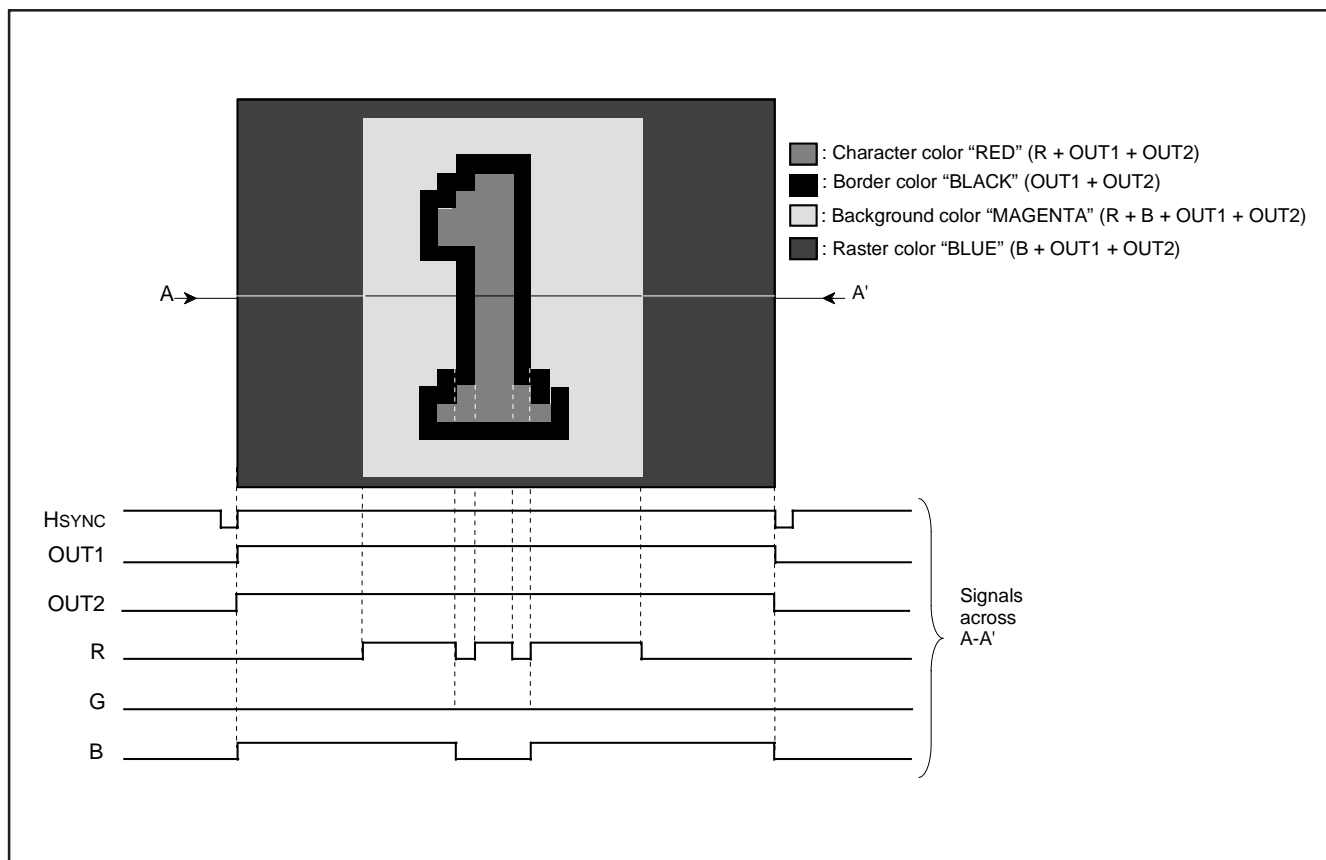 : Character color “RED” (R + OUT1 + OUT2)
: Border color “BLACK” (OUT1 + OUT2)
: Background color “MAGENTA” (R + B + OUT1 + OUT2)
: Raster color “BLUE” (B + OUT1 + OUT2)
A
A'
HSYNC
OUT1
OUT2
R
G
B
Signals
across
A-A'